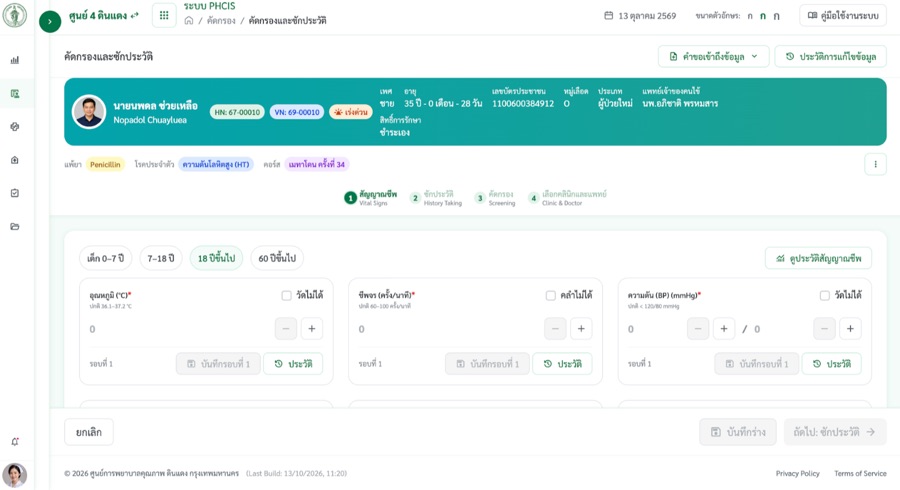 ศูนย์ 4 ดินแดง
ระบบ PHCIS
คัดกรอง / คัดกรองและซักประวัติ
13 ตุลาคม 2569
ขนาดตัวอักษร: ก ก ก
คู่มือใช้งานระบบ
คัดกรองและซักประวัติ
คำขอเข้าถึงข้อมูล
ประวัติการแก้ไขข้อมูล
นายนพดล ช่วยเหลือ
Nopadol Chuayluea
HN: 67-00010
VN: 69-00010
เร่งด่วน
เพศ อายุ เลขบัตรประชาชน หมู่เลือด ประเภท แพทย์เจ้าของคนไข้
ชาย 35 ปี - 0 เดือน - 28 วัน 1100600384912 O ผู้ป่วยใหม่ นพ.อภิชาติ พรหมสาร
สิทธิ์การรักษา
ชำระเอง
แพ้ยา Penicillin โรคประจำตัว ความดันโลหิตสูง (HT) คอร์ส เมทาโดน ครั้งที่ 34
1 สัญญาณชีพ Vital Signs
2 ซักประวัติ History Taking
3 คัดกรอง Screening
4 เลือกคลินิกและแพทย์ Clinic & Doctor
เด็ก 0-7 ปี 7-18 ปี 18 ปีขึ้นไป 60 ปีขึ้นไป
ดูประวัติสัญญาณชีพ
อุณหภูมิ (°C)* วัดไม่ได้
ปกติ 36.1-37.2 °C
0
รอบที่ 1 บันทึกรอบที่ 1 ประวัติ
ชีพจร (ครั้ง/นาที)* คลำไม่ได้
ปกติ 60-100 ครั้ง/นาที
0
รอบที่ 1 บันทึกรอบที่ 1 ประวัติ
ความดัน (BP) (mmHg)* วัดไม่ได้
ปกติ < 120/80 mmHg
0 / 0
รอบที่ 1 บันทึกรอบที่ 1 ประวัติ
ยกเลิก
บันทึกร่าง
ถัดไป: ซักประวัติ
© 2026 ศูนย์การพยาบาลคุณภาพ ดินแดง กรุงเทพมหานคร (Last Build: 13/10/2026, 11:20)
Privacy Policy Terms of Service